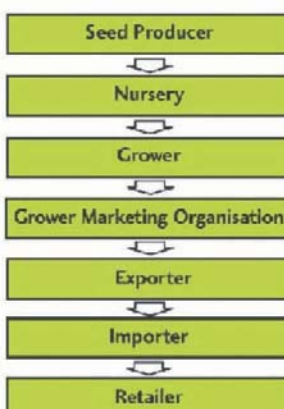 Seed Producer
Nursery
Grower
Grower Marketing Organisation
Exporter
Importer
Retailer